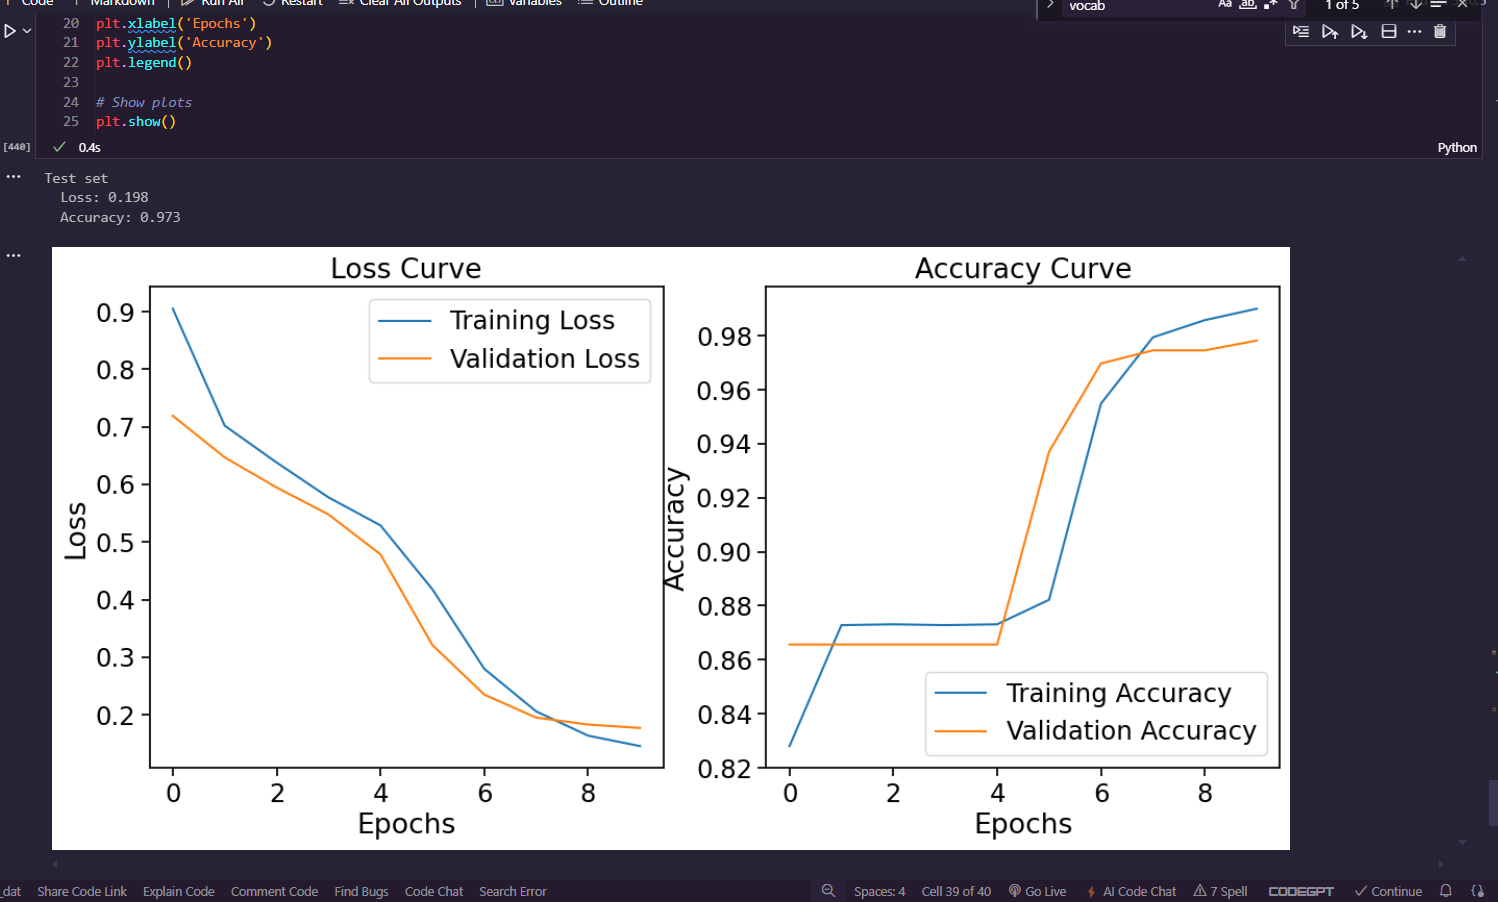 Code Markdown Run All Restart Clear All Outputs Variables Outline
vocab Aa ab 1 of 5
20 plt.xlabel('Epochs')
21 plt.ylabel('Accuracy')
22 plt.legend()
23
24 # Show plots
25 plt.show()
[440] 0.4s Python
Test set
Loss: 0.198
Accuracy: 0.973
Loss Curve
Training Loss
Validation Loss
0.9
0.8
0.7
0.6
0.5
0.4
0.3
0.2
Loss
0 2 4 6 8
Epochs
Accuracy Curve
0.98
0.96
0.94
0.92
0.90
0.88
0.86
0.84
0.82
Accuracy
Training Accuracy
Validation Accuracy
0 2 4 6 8
Epochs
_dat Share Code Link Explain Code Comment Code Find Bugs Code Chat Search Error Spaces: 4 Cell 39 of 40 Go Live AI Code Chat 7 Spell CODEGPT Continue